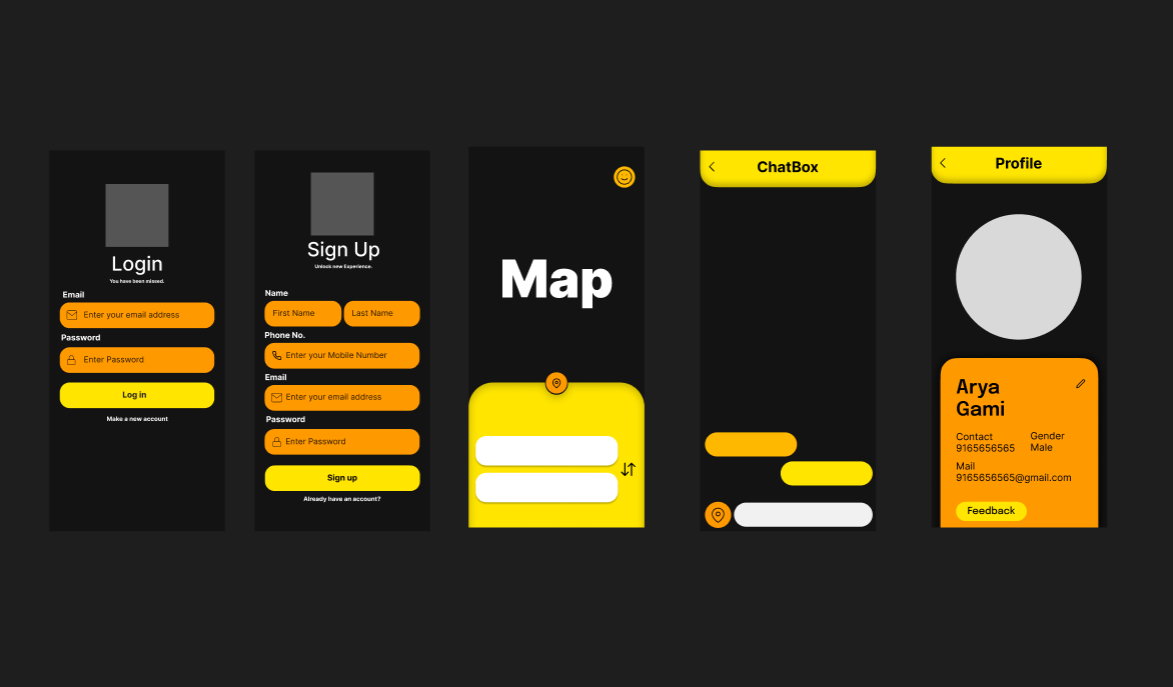 Login
You have been missed.
Email
Enter your email address
Password
Enter Password
Log in
Make a new account
Sign Up
Unlock new Experience.
Name
First Name
Last Name
Phone No.
Enter your Mobile Number
Email
Enter your email address
Password
Enter Password
Sign up
Already have an account?
Map
ChatBox
Profile
Arya
Gami
Contact
9165656565
Gender
Male
Mail
9165656565@gmail.com
Feedback